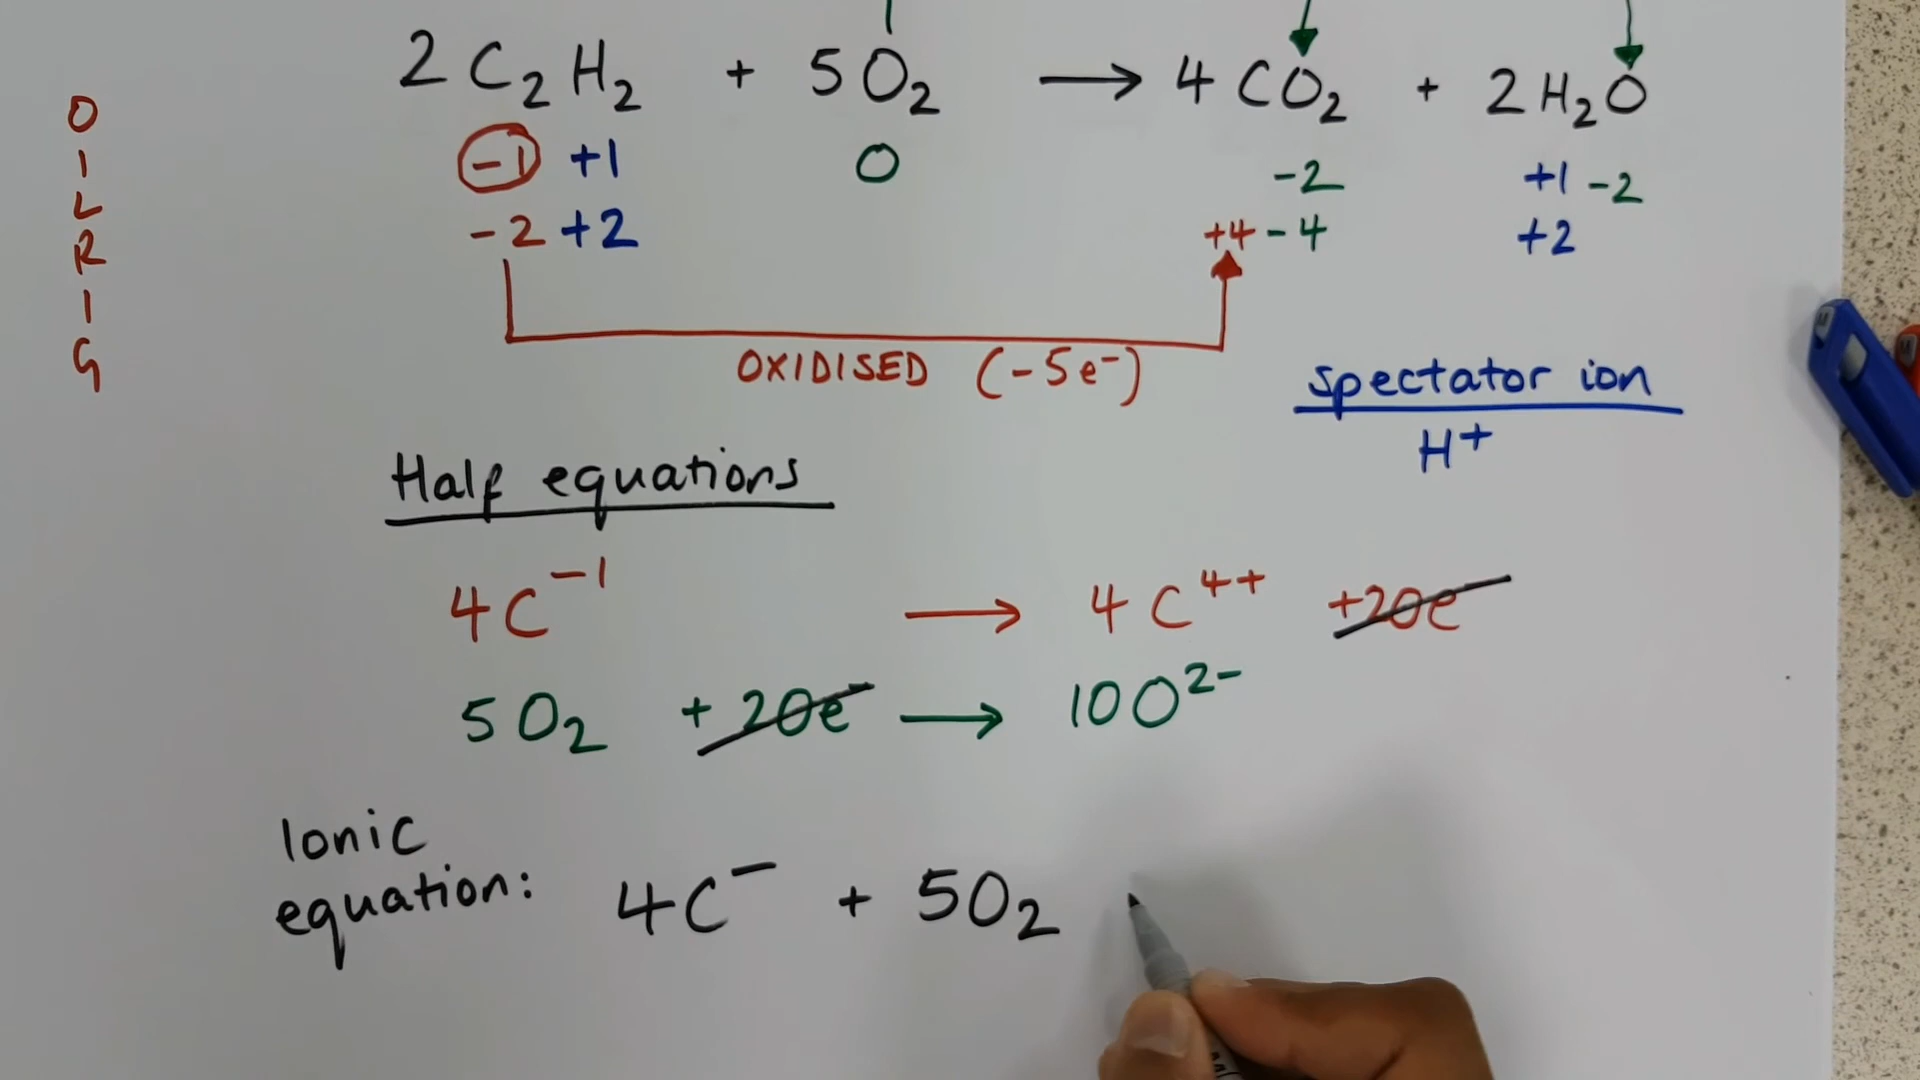 2C₂H₂ + 5O₂ → 4CO₂ + 2H₂O
-1 +1 0 -2 +1 -2
-2 +2 +4 -4 +2
OXIDISED (-5e⁻)
O
I
L
R
I
G
spectator ion
H⁺
Half equations
4C⁻¹ → 4C⁴⁺ +20e⁻
5O₂ + 20e⁻ → 10O²⁻
Ionic
equation: 4C⁻ + 5O₂